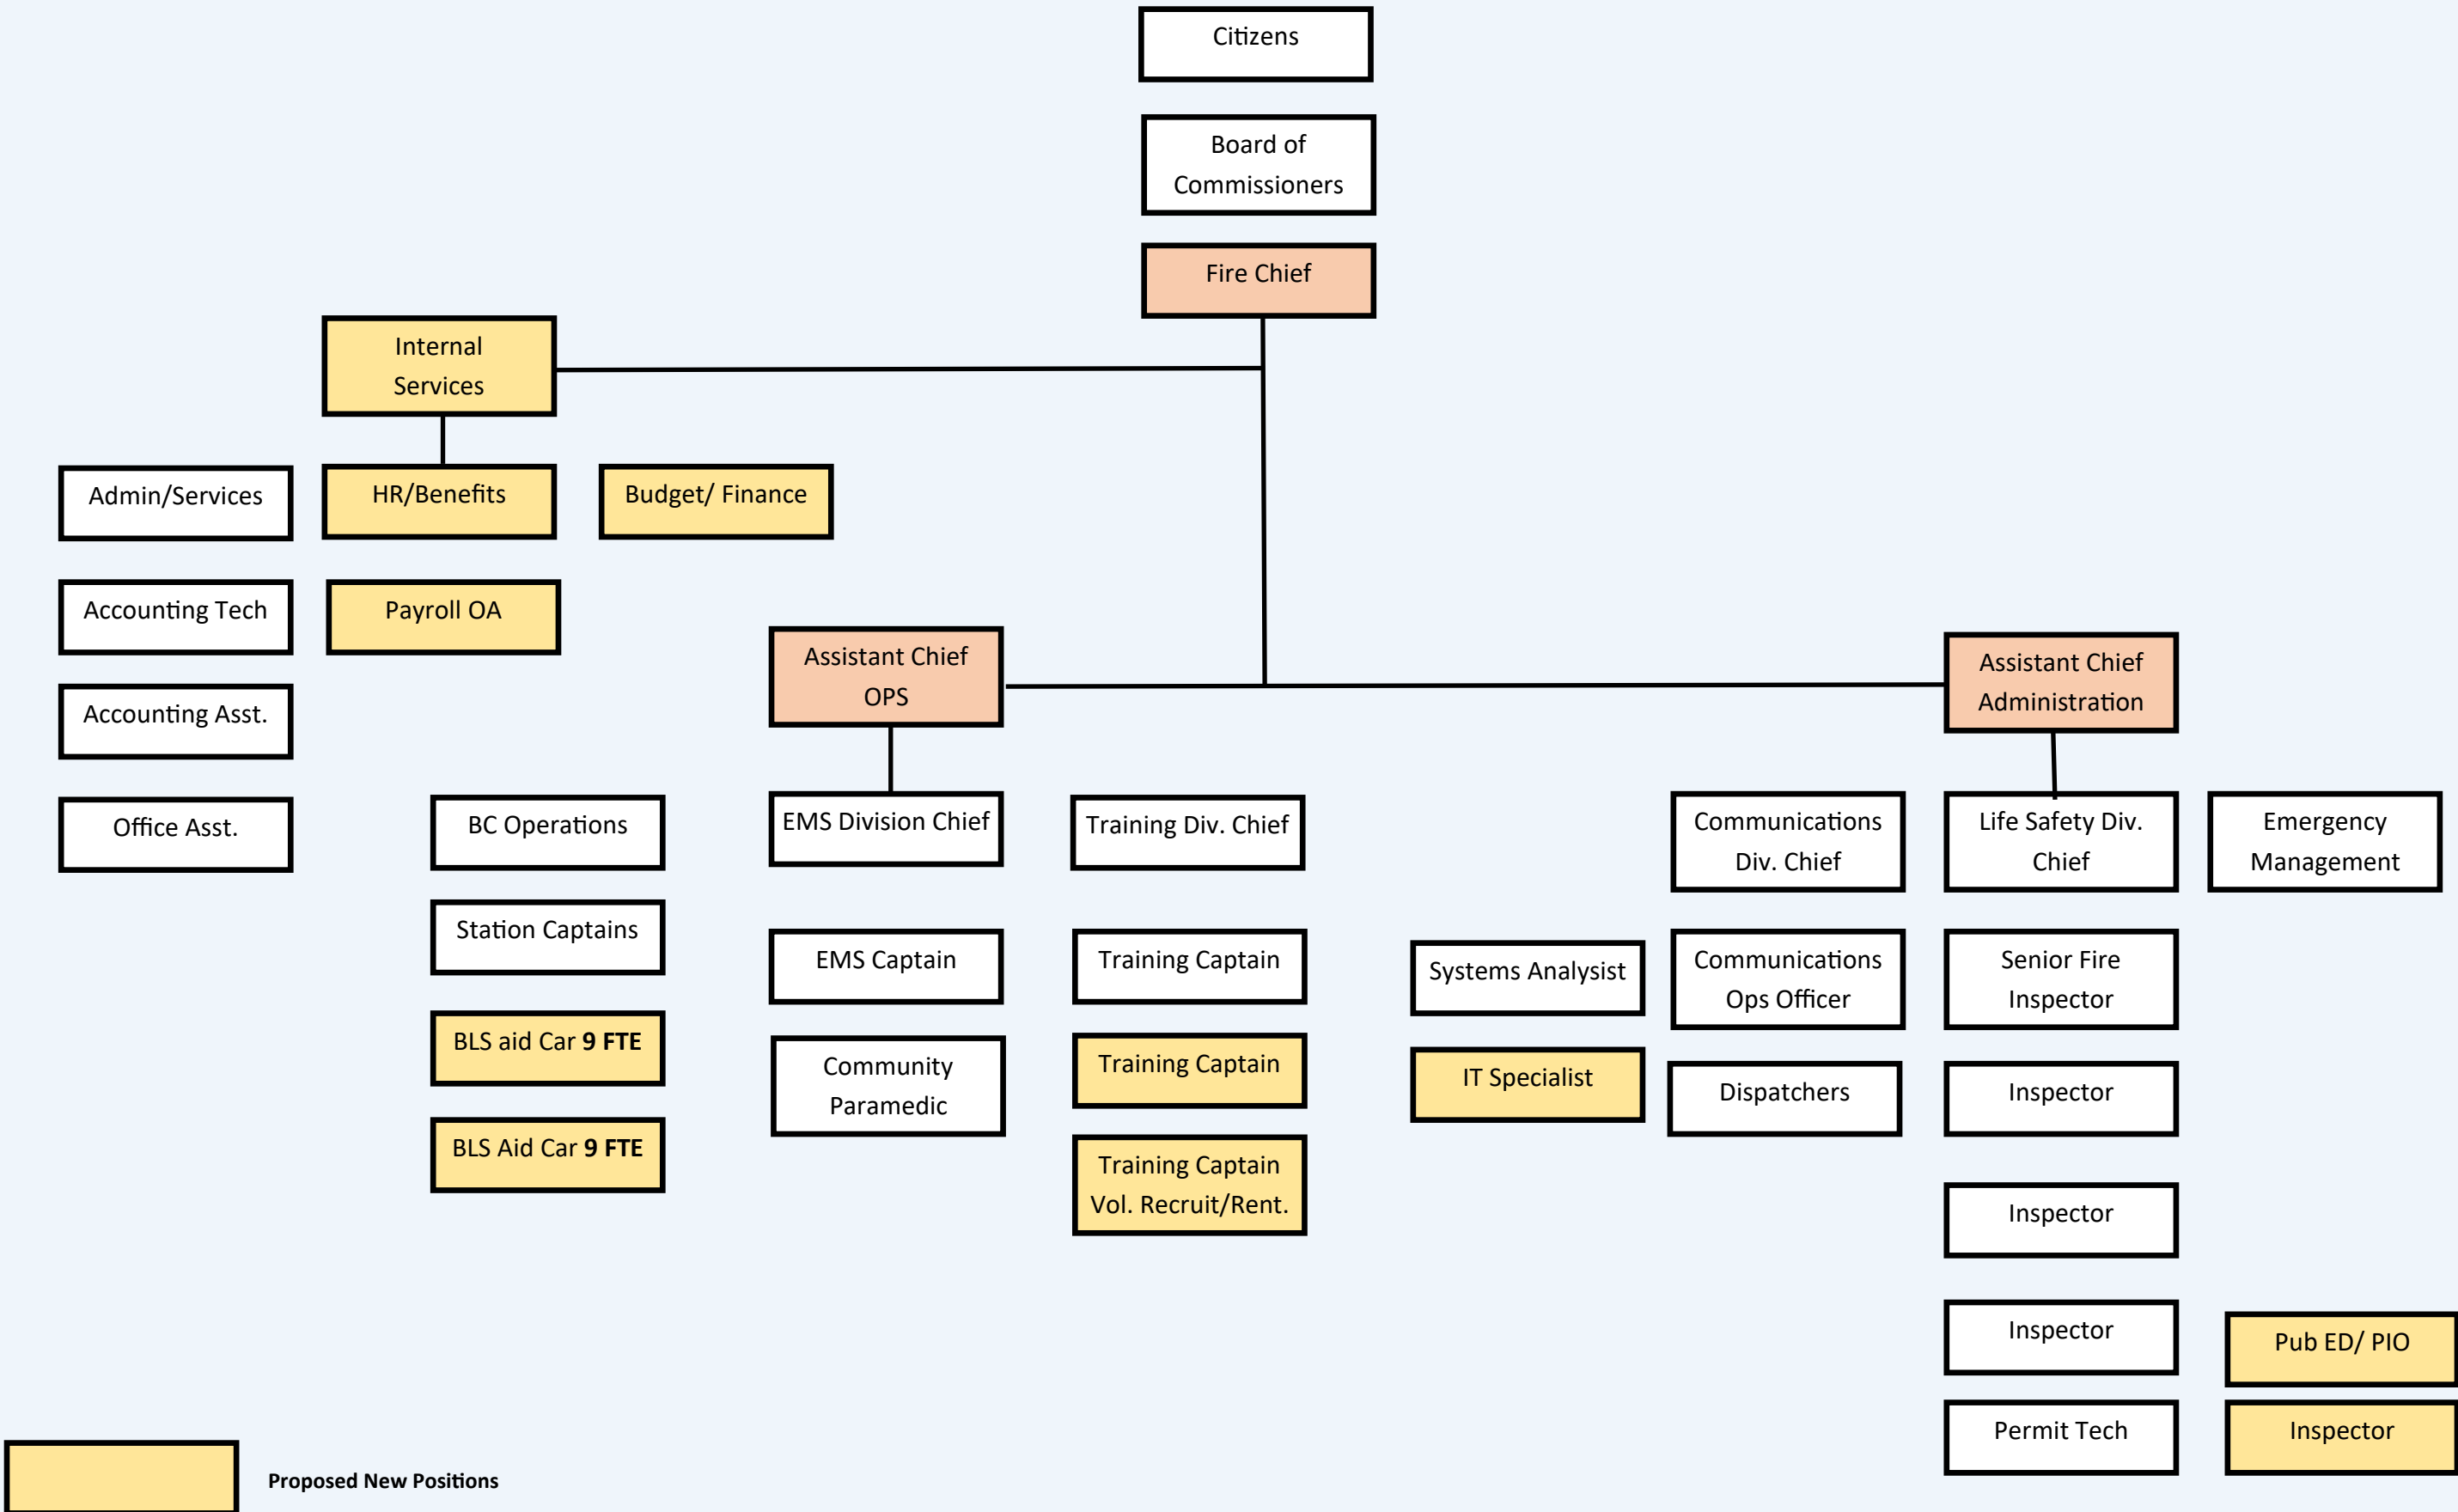 Citizens
Board of
Commissioners
Fire Chief
Internal
Services
Admin/Services
HR/Benefits
Budget/ Finance
Accounting Tech
Payroll OA
Accounting Asst.
Office Asst.
Assistant Chief
OPS
Assistant Chief
Administration
BC Operations
Station Captains
BLS aid Car 9 FTE
BLS Aid Car 9 FTE
EMS Division Chief
EMS Captain
Community
Paramedic
Training Div. Chief
Training Captain
Training Captain
Training Captain
Vol. Recruit/Rent.
Systems Analysist
IT Specialist
Communications
Div. Chief
Communications
Ops Officer
Dispatchers
Life Safety Div.
Chief
Senior Fire
Inspector
Inspector
Inspector
Inspector
Permit Tech
Emergency
Management
Pub ED/ PIO
Inspector
Proposed New Positions